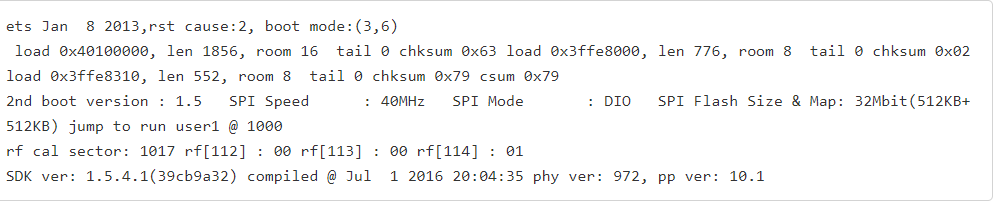 ets Jan  8 2013,rst cause:2, boot mode:(3,6)
 load 0x40100000, len 1856, room 16  tail 0 chksum 0x63 load 0x3ffe8000, len 776, room 8  tail 0 chksum 0x02
load 0x3ffe8310, len 552, room 8  tail 0 chksum 0x79 csum 0x79
2nd boot version : 1.5   SPI Speed      : 40MHz   SPI Mode       : DIO   SPI Flash Size & Map: 32Mbit(512KB+
512KB) jump to run user1 @ 1000
rf cal sector: 1017 rf[112] : 00 rf[113] : 00 rf[114] : 01
SDK ver: 1.5.4.1(39cb9a32) compiled @ Jul  1 2016 20:04:35 phy ver: 972, pp ver: 10.1